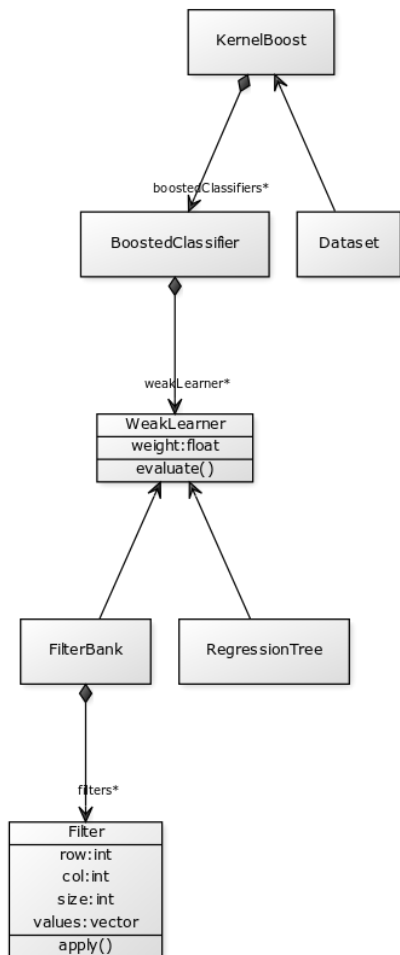 KernelBoost
boostedClassifiers*
BoostedClassifier
Dataset
weakLearner*
WeakLearner
weight:float
evaluate()
FilterBank
RegressionTree
filters*
Filter
row:int
col:int
size:int
values:vector
apply()